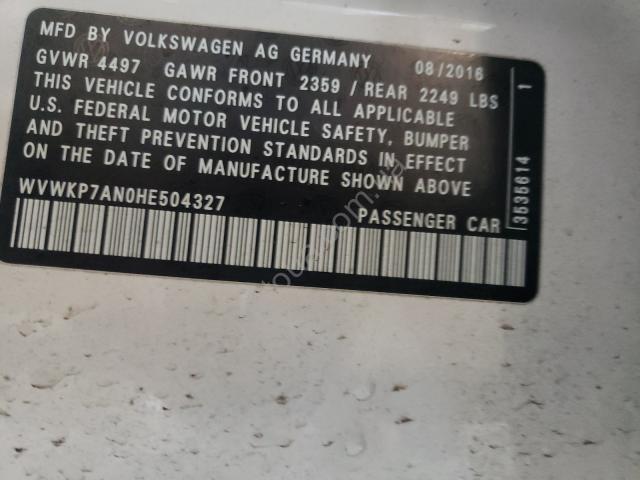 MFD BY VOLKSWAGEN AG GERMANY 08/2016
GVWR 4497 GAWR FRONT 2359 / REAR 2249 LBS
THIS VEHICLE CONFORMS TO ALL APPLICABLE
U.S. FEDERAL MOTOR VEHICLE SAFETY, BUMPER
AND THEFT PREVENTION STANDARDS IN EFFECT
ON THE DATE OF MANUFACTURE SHOWN ABOVE
WVWKP7AN0HE504327
PASSENGER CAR
3535614 1